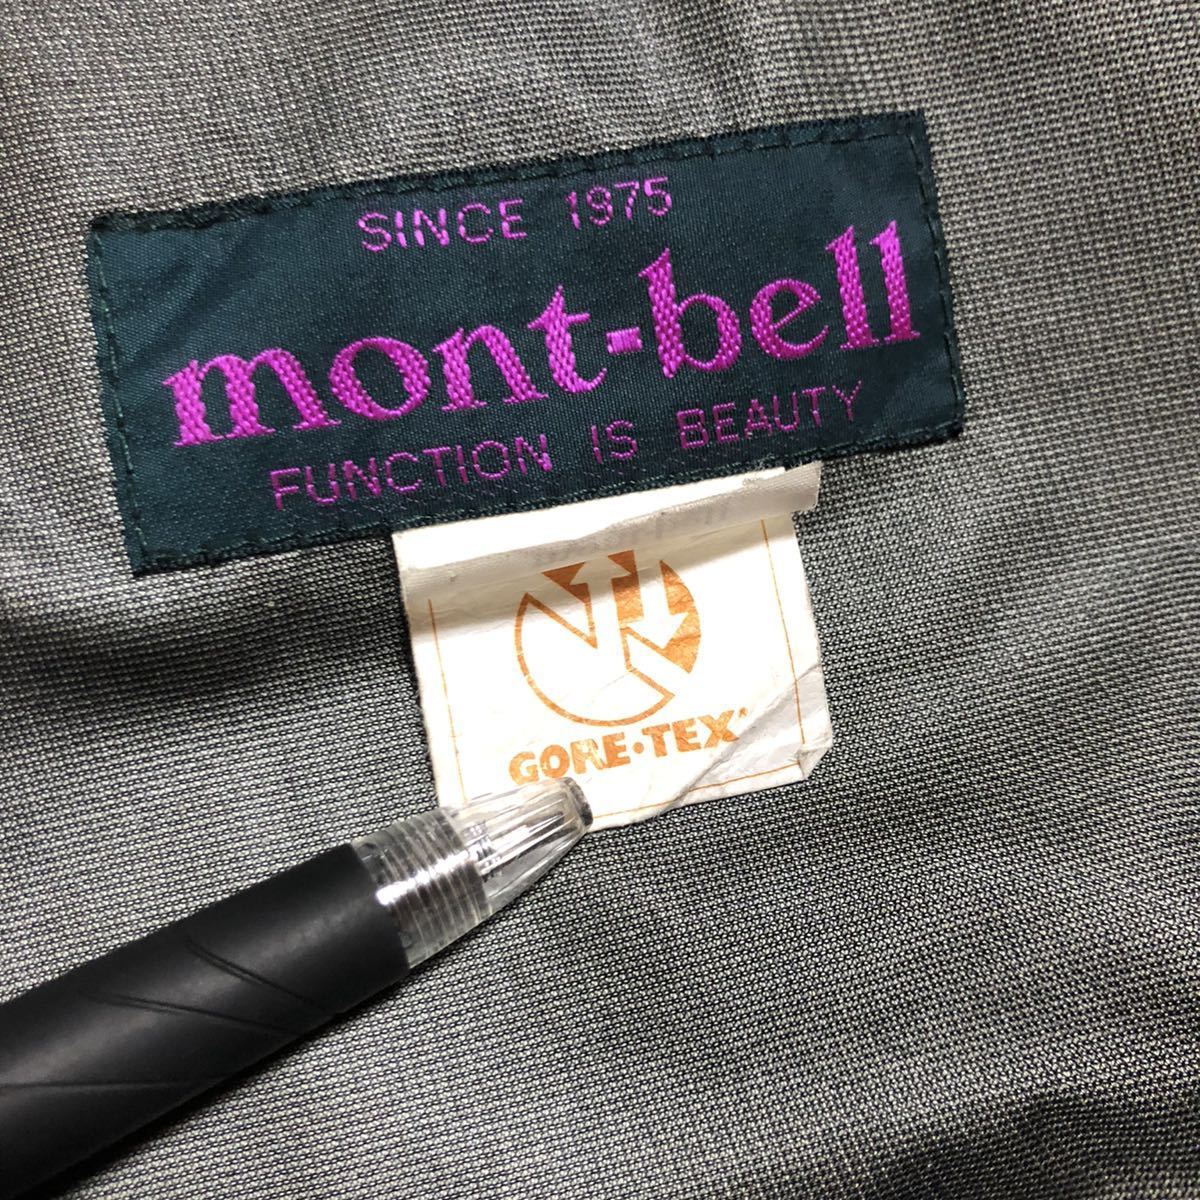 SINCE 1975
mont-bell
FUNCTION IS BEAUTY
GORE·TEX®